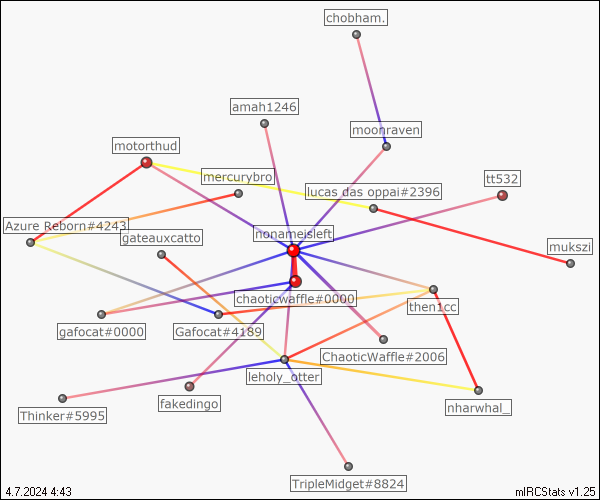 chobham.
amah1246
moonraven
motorthud
mercurybro
tt532
lucas das oppai#2396
Azure Reborn#4243
gateauxcatto
nonameisleft
mukszi
chaoticwaffle#0000
then1cc
gafocat#0000
Gafocat#4189
ChaoticWaffle#2006
leholy_otter
fakedingo
nharwhal_
Thinker#5995
TripleMidget#8824
4.7.2024 4:43
mIRCStats v1.25